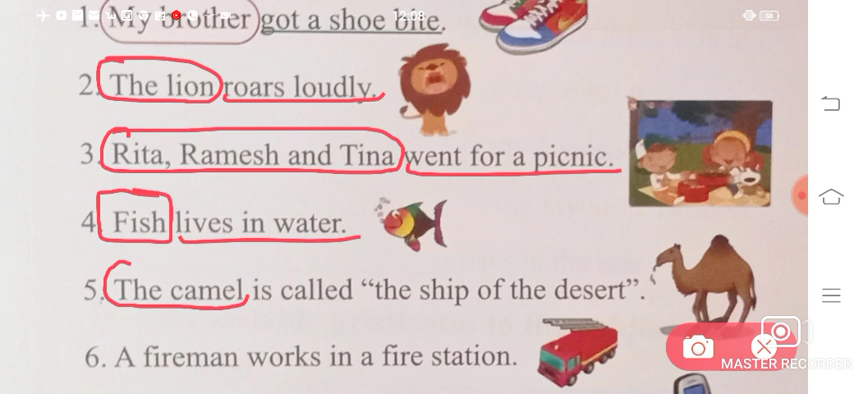 1. My brother got a shoe bite.
12:08
2. The lion roars loudly.
3. Rita, Ramesh and Tina went for a picnic.
4. Fish lives in water.
5. The camel is called “the ship of the desert”.
6. A fireman works in a fire station.
MASTER RECORDER